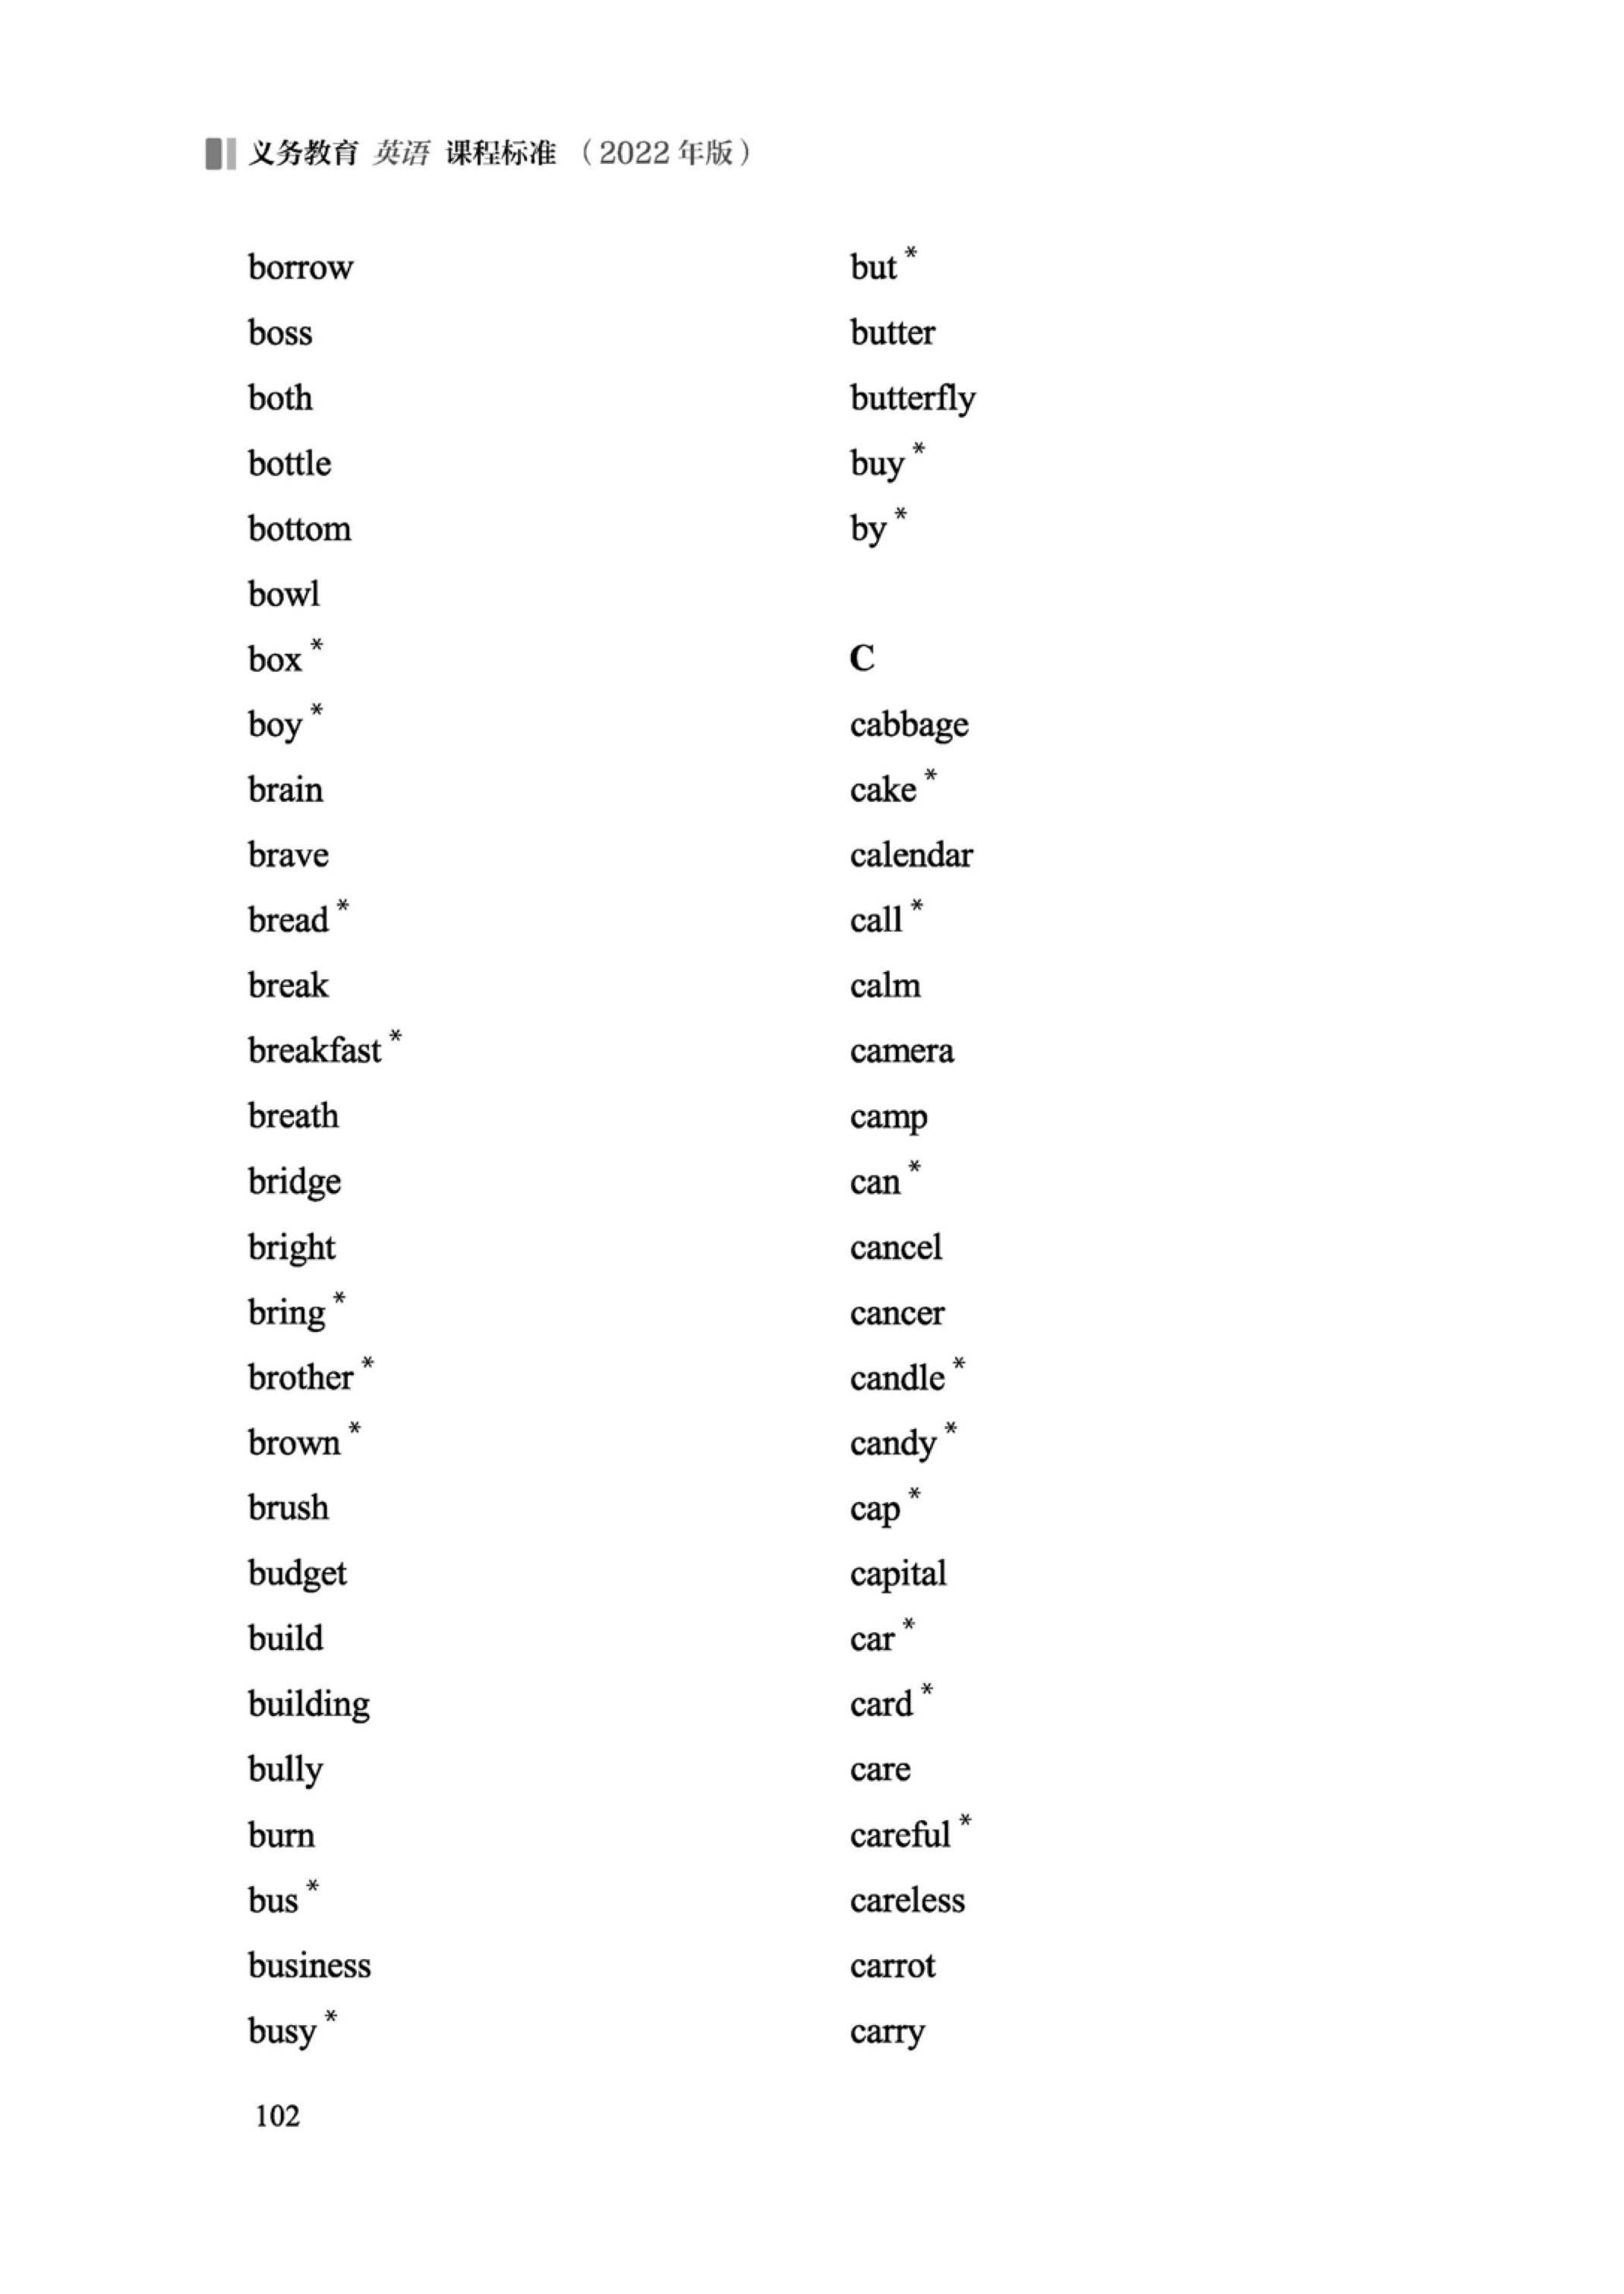 义务教育 英语 课程标准（2022 年版）
borrow
boss
both
bottle
bottom
bowl
box *
boy *
brain
brave
bread *
break
breakfast *
breath
bridge
bright
bring *
brother *
brown *
brush
budget
build
building
bully
burn
bus *
business
busy *
but *
butter
butterfly
buy *
by *
C
cabbage
cake *
calendar
call *
calm
camera
camp
can *
cancel
cancer
candle *
candy *
cap *
capital
car *
card *
care
careful *
careless
carrot
carry
102